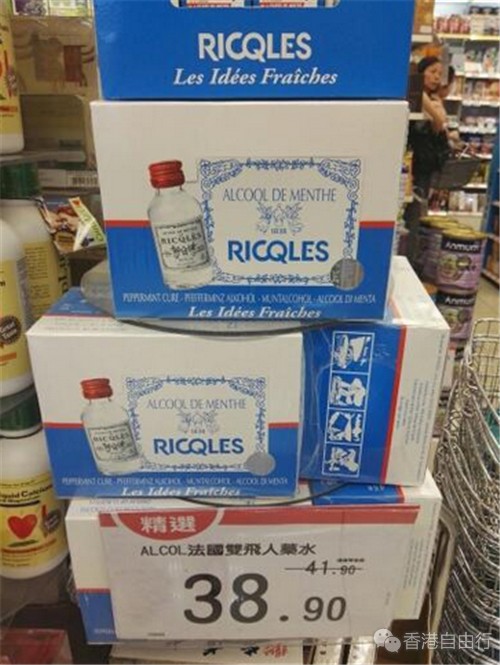 RICQLES
Les Idées Fraîches
ALCOOL DE MENTHE
RICQLES
RICQLES
PEPPERMINT CURE - PFEFFERMINZ ALKOHOL - MUNTALCOHOL - ALCOOL DI MENTA
Les Idées Fraîches
ALCOOL DE MENTHE
RICQLES
RICQLES
PEPPERMINT CURE - PFEFFERMINZ ALKOHOL - MUNTALCOHOL - ALCOOL DI MENTA
Les Idées Fraîches
精選
ALCOL法國雙飛人藥水
41.90
38.90
Liquid Calcium
Anmum
香港自由行